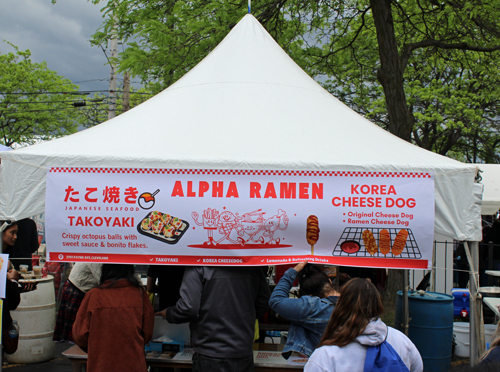 たこ焼き
JAPANESE SEAFOOD
TAKOYAKI
Crispy octopus balls with
sweet sauce & bonito flakes.
ALPHA RAMEN
KOREA
CHEESE DOG
• Original Cheese Dog
• Ramen Cheese Dog
✓ TAKOYAKI
✓ KOREA CHEESEDOG
✓ Lemonade & Refreshing Drinks